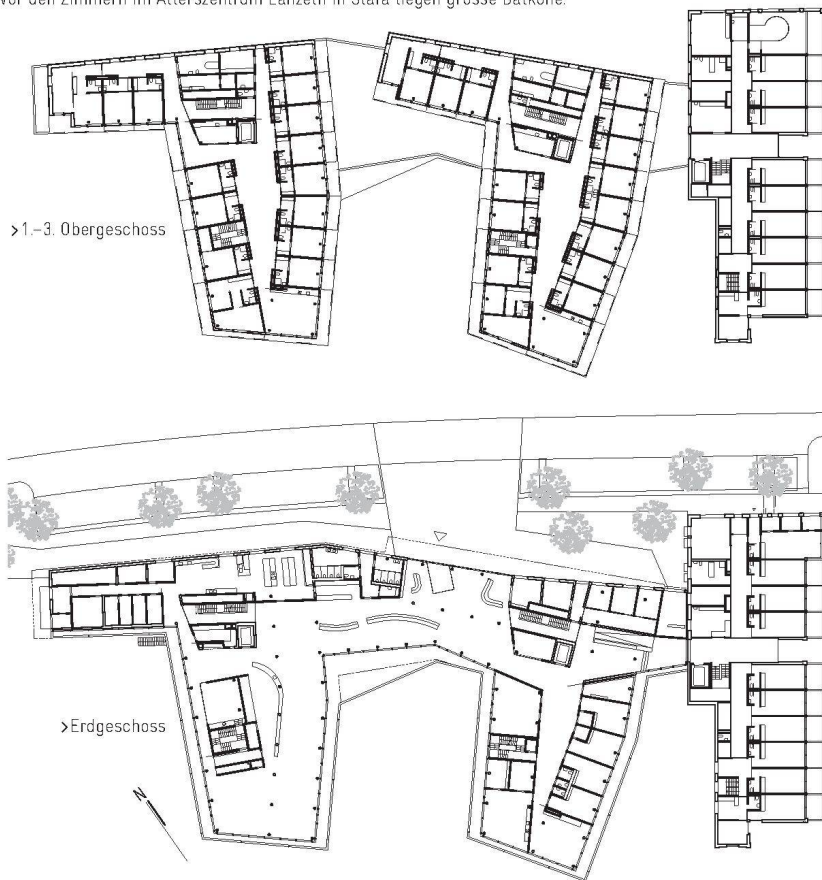 Vor den Zimmern im Alterszentrum Lanzeln in Stäfa liegen grosse Balkone.
>1.–3. Obergeschoss
>Erdgeschoss
N